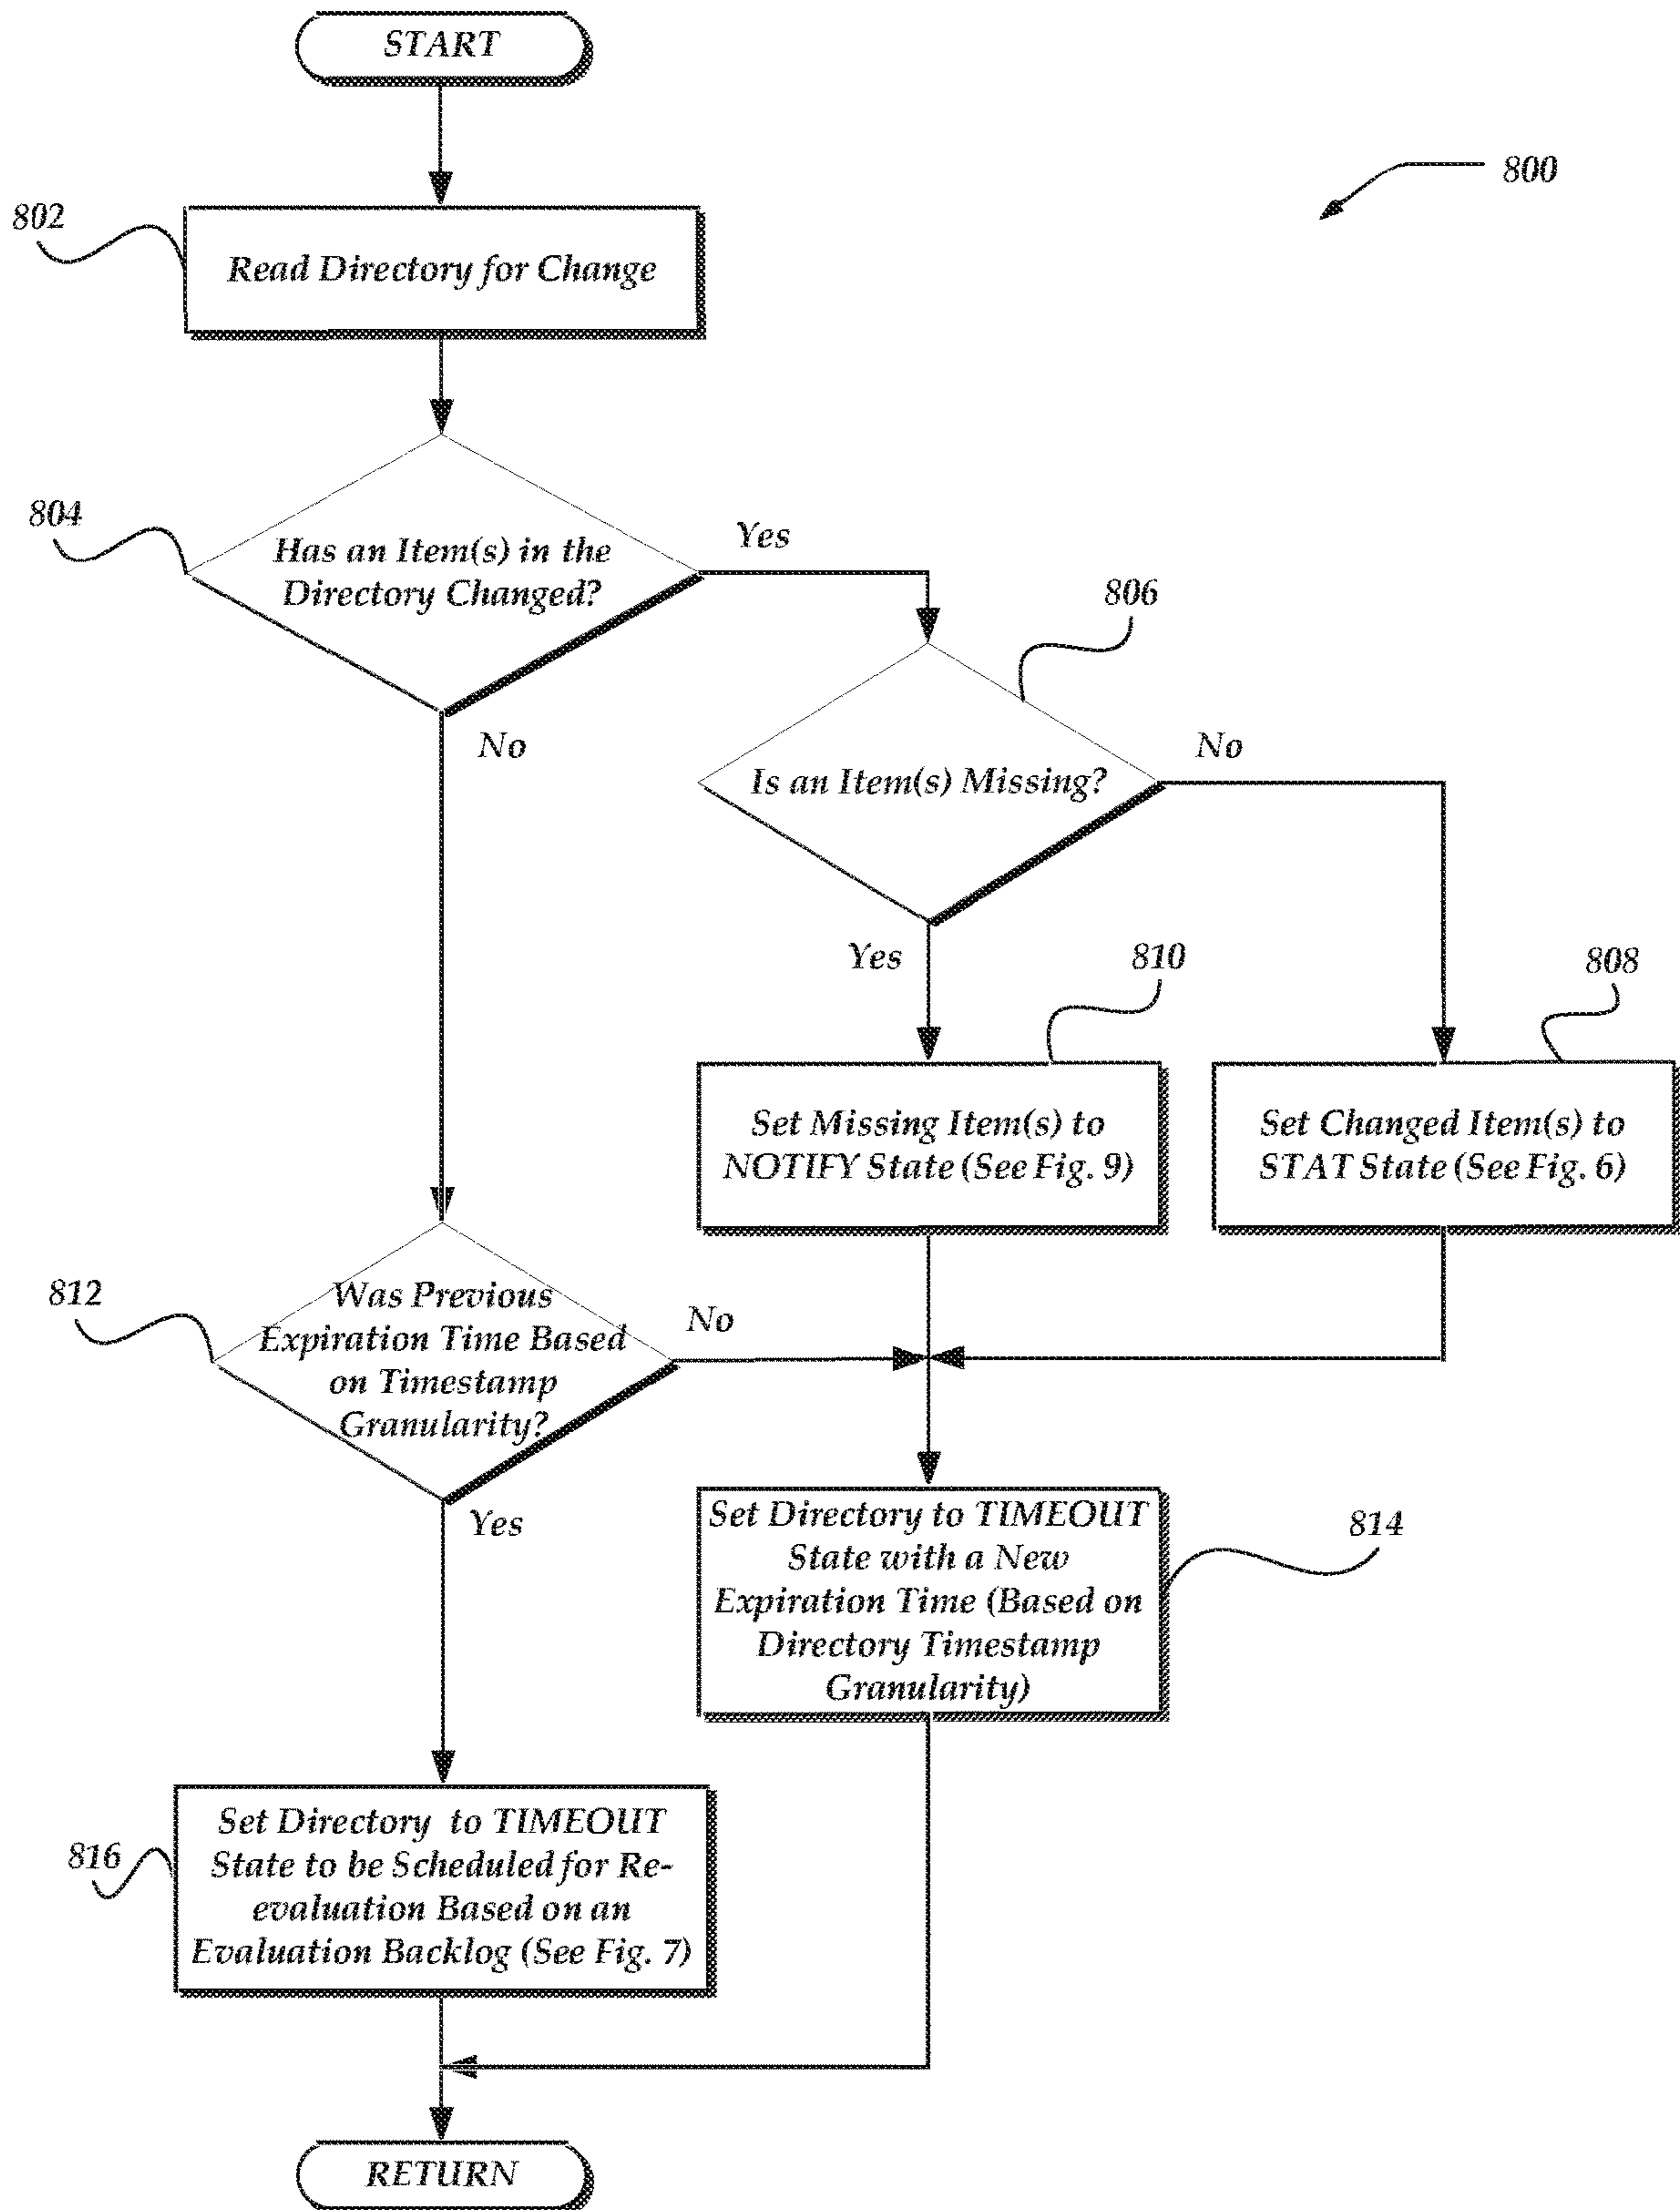 START
800
802
Read Directory for Change
804
Has an Item(s) in the
Directory Changed?
Yes
No
806
Is an Item(s) Missing?
No
Yes
810
808
Set Missing Item(s) to
NOTIFY State (See Fig. 9)
Set Changed Item(s) to
STAT State (See Fig. 6)
812
Was Previous
Expiration Time Based
on Timestamp
Granularity?
No
Yes
Set Directory to TIMEOUT
State with a New
Expiration Time (Based on
Directory Timestamp
Granularity)
814
816
Set Directory to TIMEOUT
State to be Scheduled for Re-
evaluation Based on an
Evaluation Backlog (See Fig. 7)
RETURN